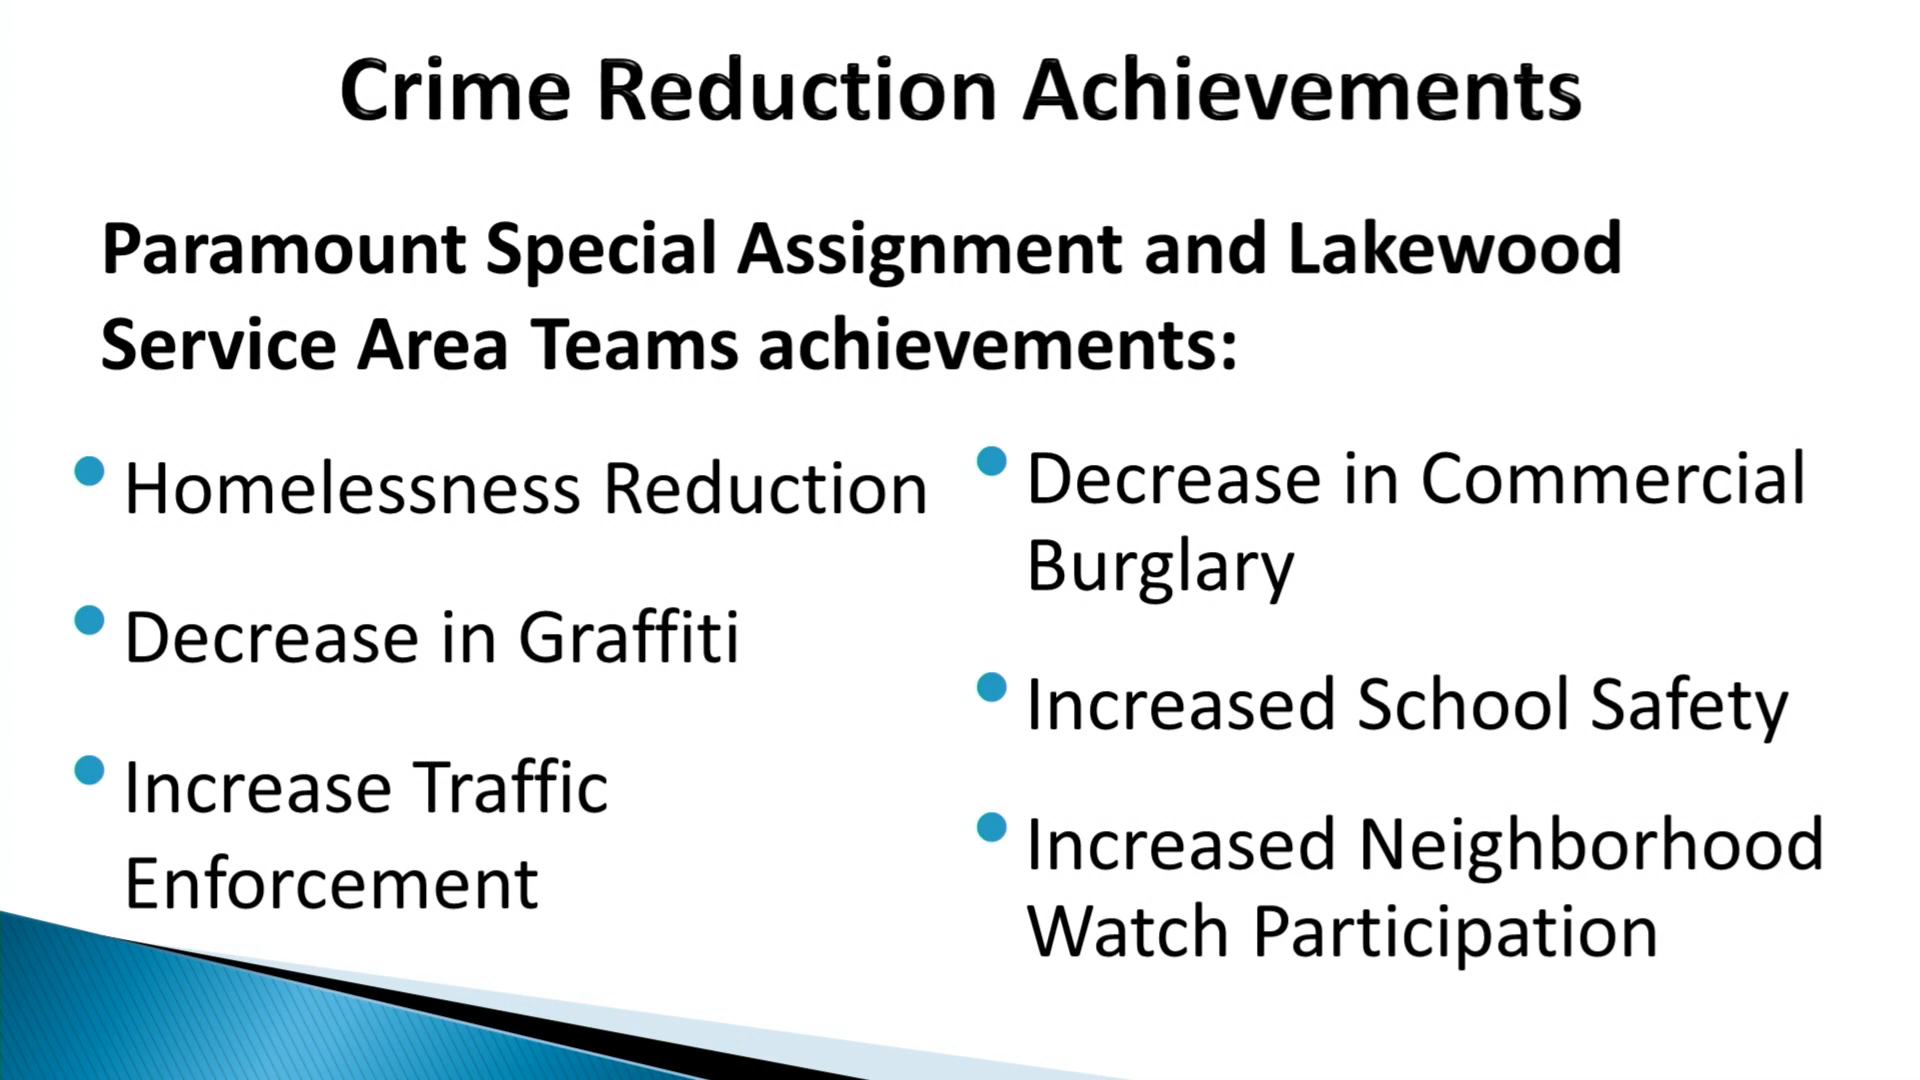 Crime Reduction Achievements
Paramount Special Assignment and Lakewood
Service Area Teams achievements:
• Homelessness Reduction
• Decrease in Graffiti
• Increase Traffic
Enforcement
• Decrease in Commercial
Burglary
• Increased School Safety
• Increased Neighborhood
Watch Participation